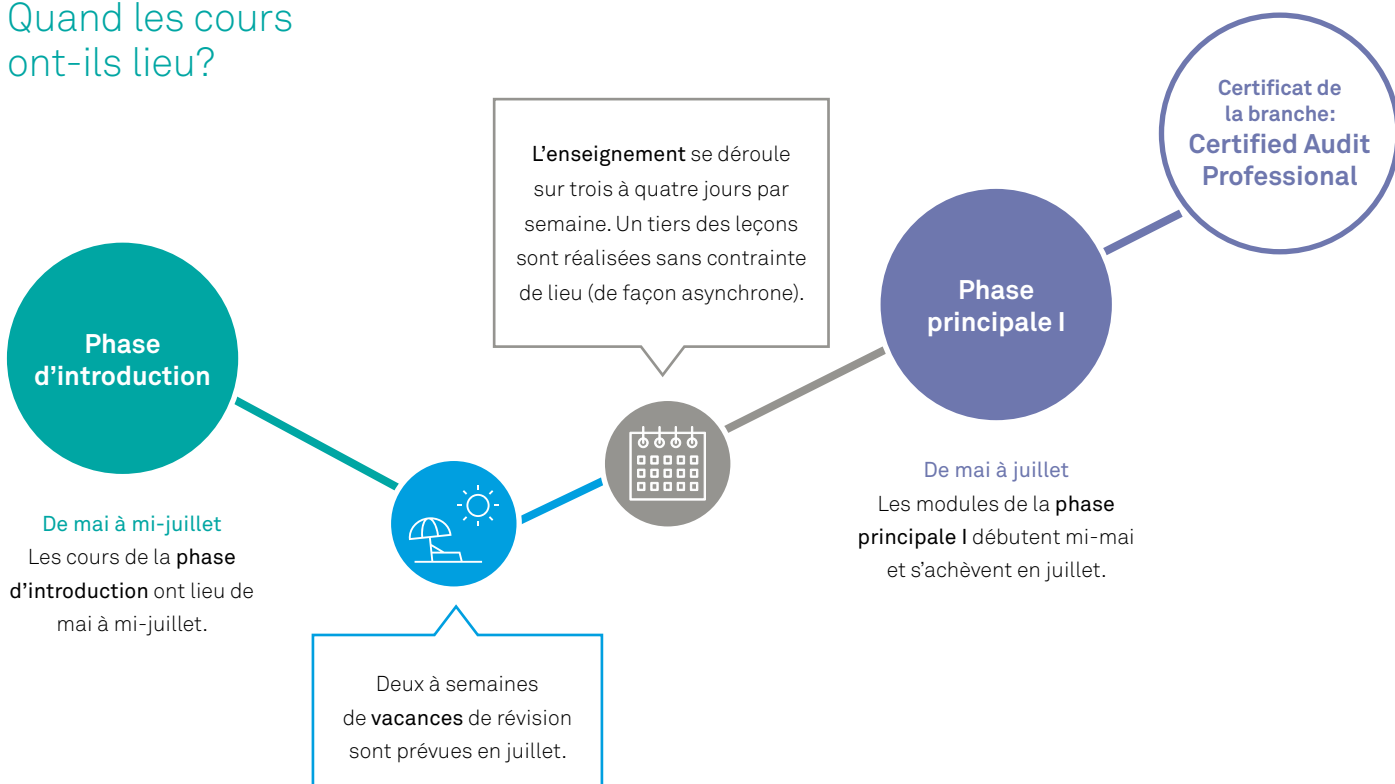 Quand les cours
ont-ils lieu?
Certificat de
la branche:
Certified Audit
Professional
L'enseignement se déroule
sur trois à quatre jours par
semaine. Un tiers des leçons
sont réalisées sans contrainte
de lieu (de façon asynchrone).
Phase
principale I
Phase
d'introduction
De mai à juillet
Les modules de la phase
principale I débutent mi-mai
et s'achèvent en juillet.
De mai à mi-juillet
Les cours de la phase
d'introduction ont lieu de
mai à mi-juillet.
Deux à semaines
de vacances de révision
sont prévues en juillet.